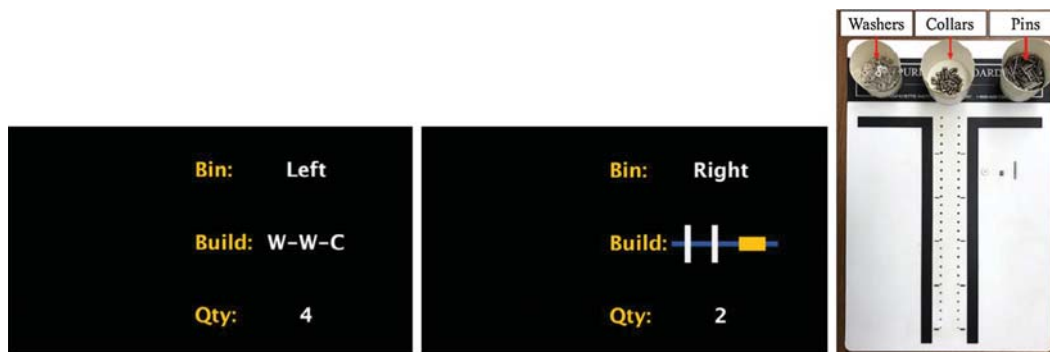 Bin: Left
Build: W-W-C
Qty: 4
Bin: Right
Build:
Qty: 2
Washers Collars Pins